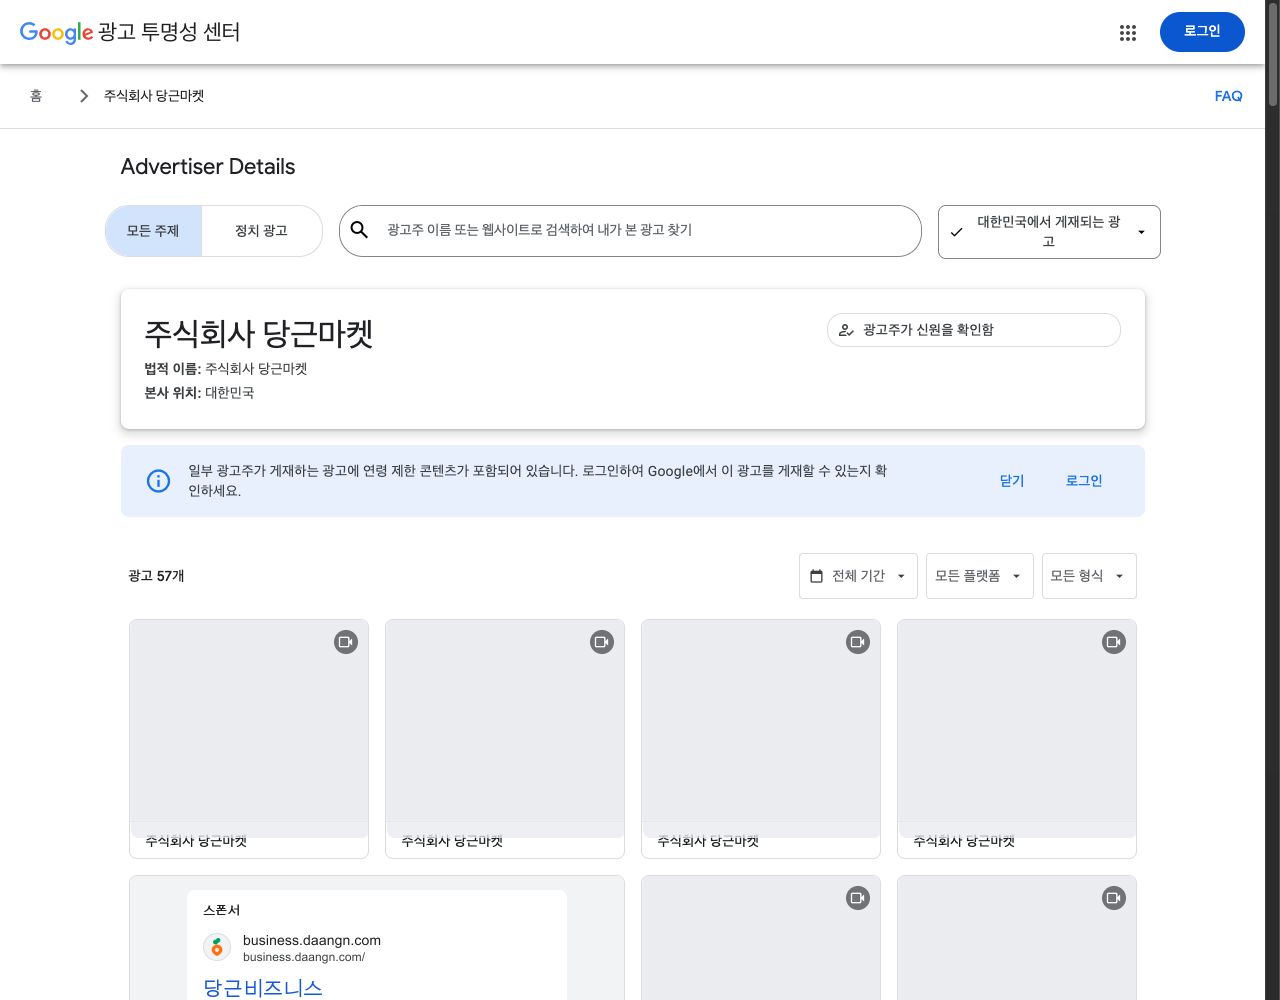 Google 광고 투명성 센터
로그인
홈
주식회사 당근마켓
FAQ
Advertiser Details
모든 주제
정치 광고
광고주 이름 또는 웹사이트로 검색하여 내가 본 광고 찾기
대한민국에서 게재되는 광
고
주식회사 당근마켓
광고주가 신원을 확인함
법적 이름: 주식회사 당근마켓
본사 위치: 대한민국
일부 광고주가 게재하는 광고에 연령 제한 콘텐츠가 포함되어 있습니다. 로그인하여 Google에서 이 광고를 게재할 수 있는지 확
인하세요.
닫기
로그인
광고 57개
전체 기간
모든 플랫폼
모든 형식
주식회사 당근마켓
주식회사 당근마켓
주식회사 당근마켓
주식회사 당근마켓
스폰서
business.daangn.com
business.daangn.com/
당근비즈니스